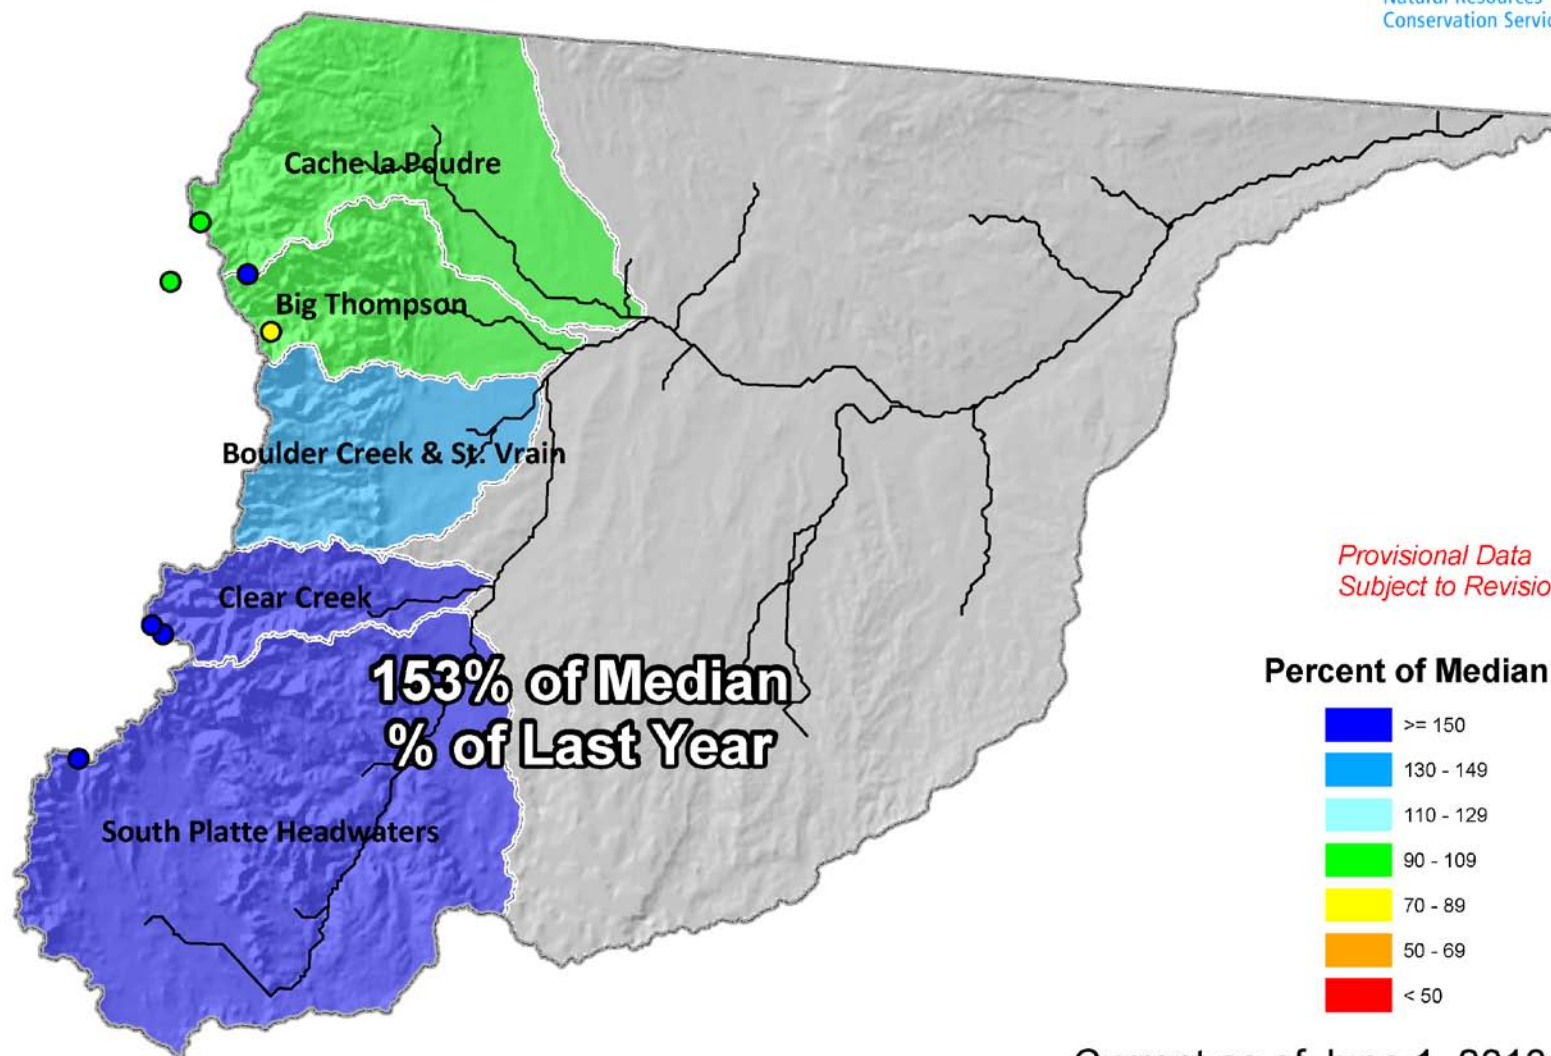 Natural Resources
Conservation
Cache la Poudre
Big Thompson
Boulder Creek & St. Vrain
Clear Creek
153% of Median
% of Last Year
South Platte Headwaters
Provisional Data
Subject to
Percent of Median
>= 150
130 - 149
110 - 129
90 - 109
70 - 89
50 - 69
< 50